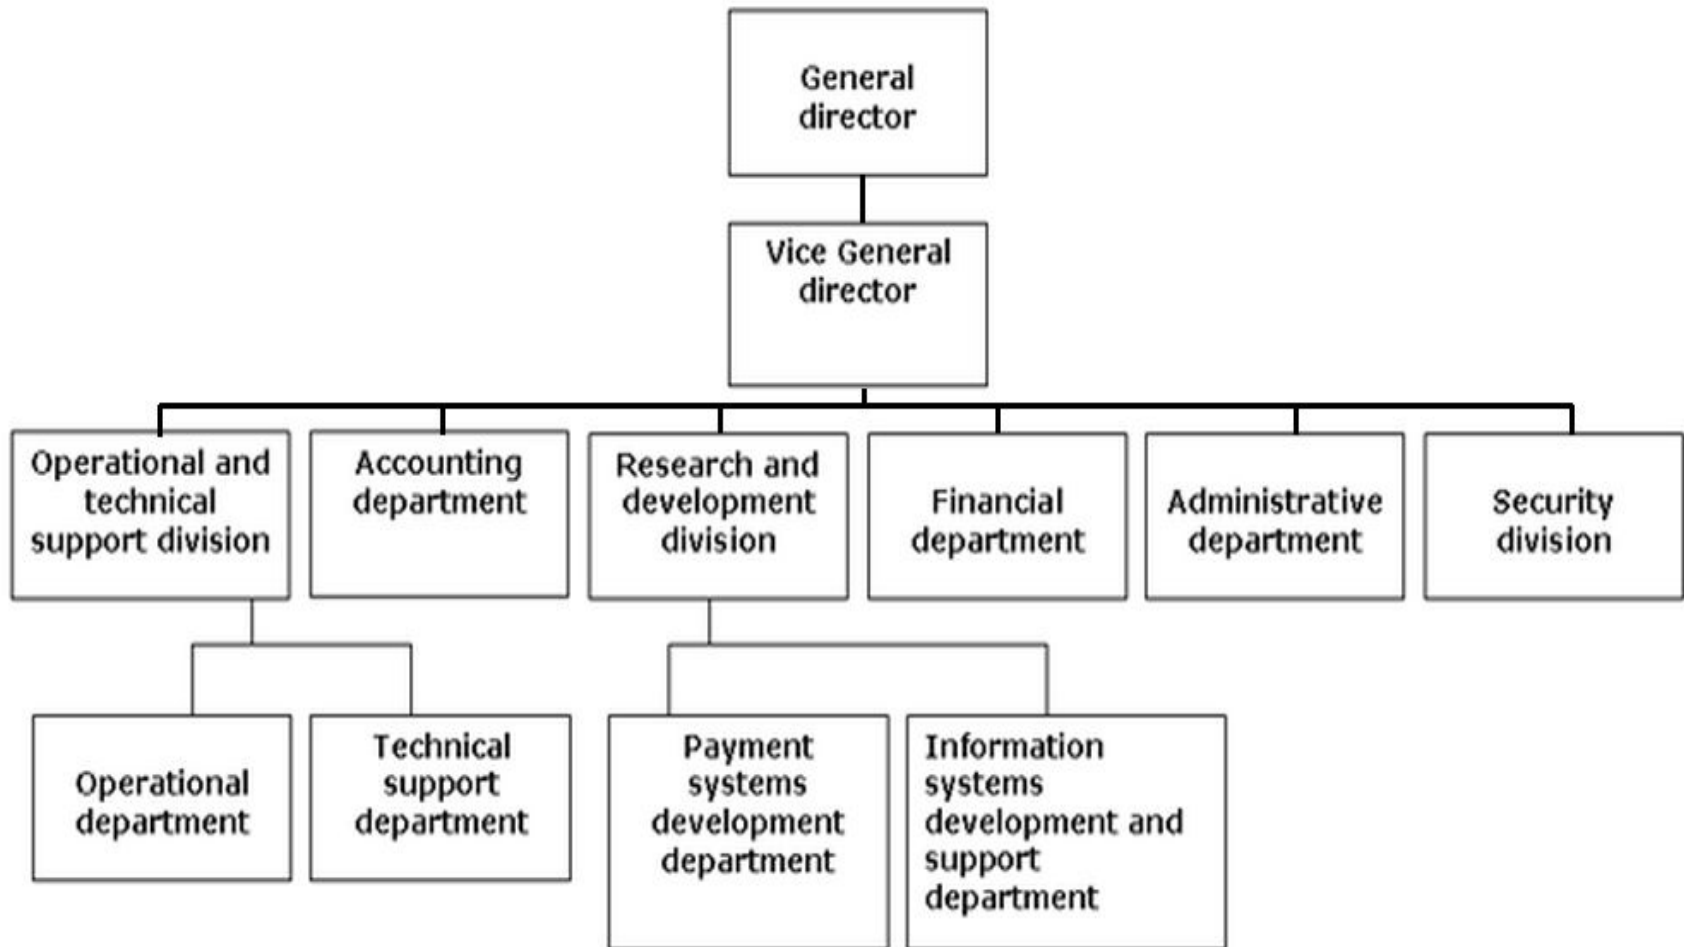 General
director
Vice General
director
Operational and
technical
support division
Accounting
department
Research and
development
division
Financial
department
Administrative
department
Security
division
Operational
department
Technical
support
department
Payment
systems
development
department
Information
systems
development and
support
department